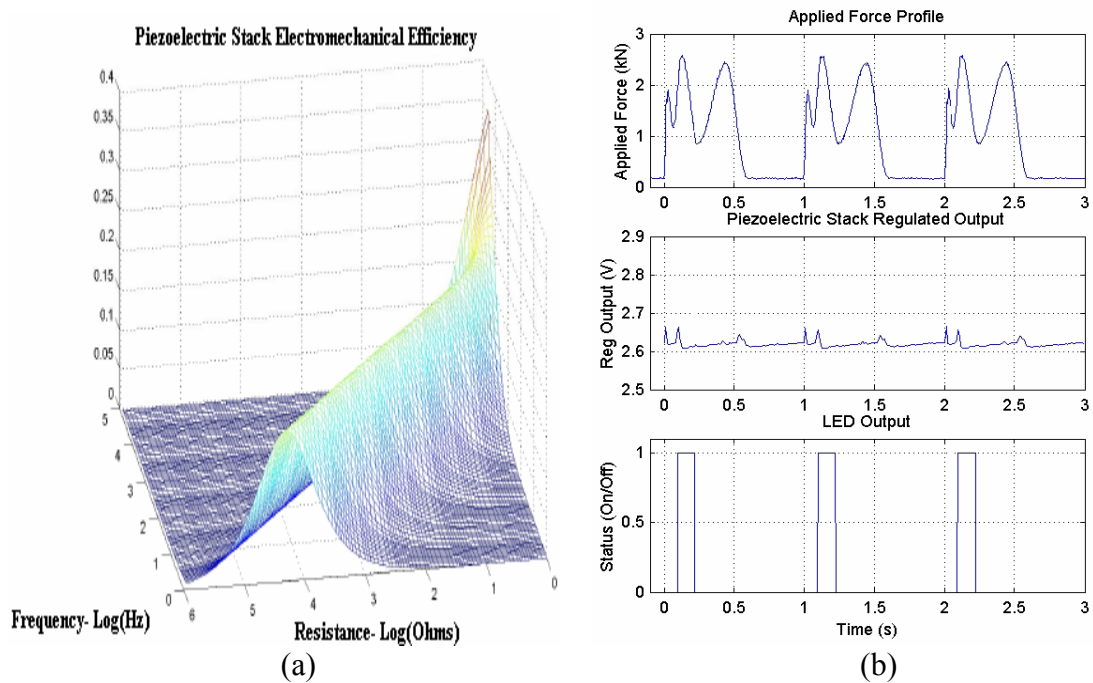 Piezoelectric Stack Electromechanical Efficiency
0.4
0.35
0.3
0.25
0.2
0.15
0.1
0.05
0
5
4
3
2
1
0
6
5
4
3
2
1
0
Frequency- Log(Hz)
Resistance- Log(Ohms)
(a)
Applied Force Profile
Applied Force (kN)
3
2
1
0
0 0.5 1 1.5 2 2.5 3
Piezoelectric Stack Regulated Output
Reg Output (V)
2.9
2.8
2.7
2.6
2.5
0 0.5 1 1.5 2 2.5 3
LED Output
Status (On/Off)
1
0.5
0
0 0.5 1 1.5 2 2.5 3
Time (s)
(b)